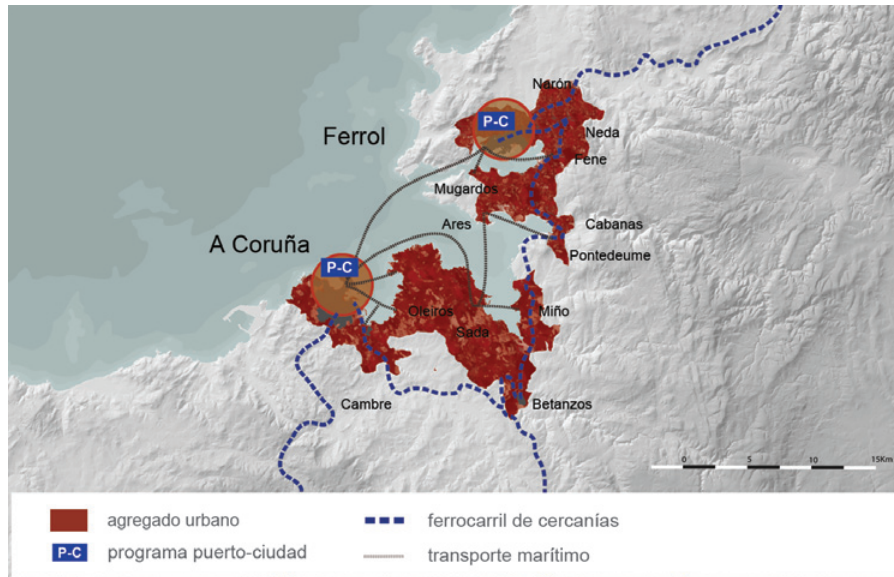 Narón
P-C
Ferrol
Neda
Fene
Mugardos
Ares
Cabanas
A Coruña
Pontedeume
P-C
Oleiros
Miño
Sada
Cambre
Betanzos
0 5 10 15Km
agregado urbano
ferrocarril de cercanías
P-C programa puerto-ciudad
transporte marítimo